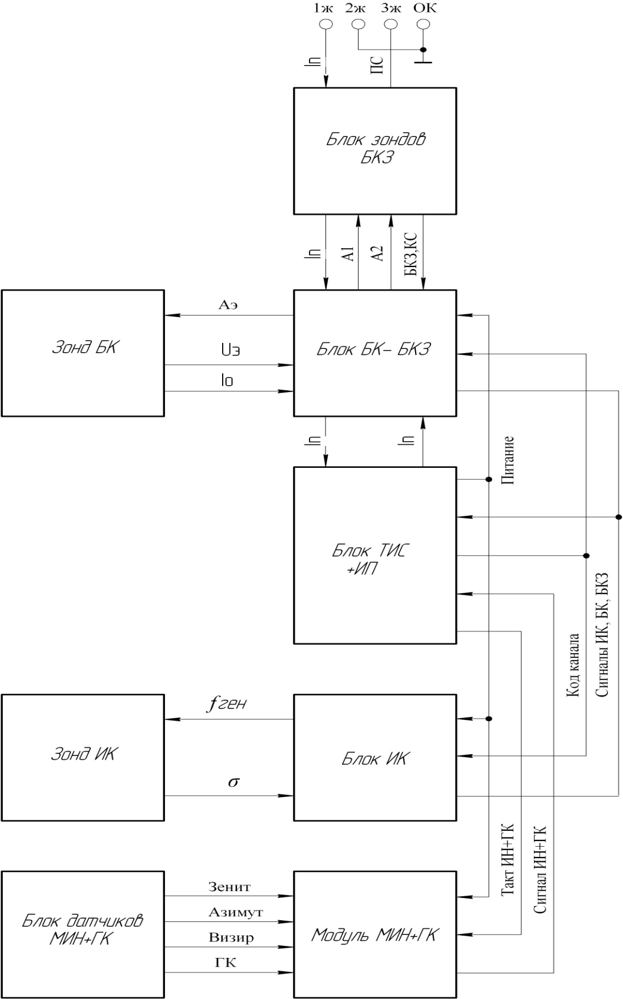 1ж 2ж 3ж ОК
Iп
ПС
Блок зондов
БКЗ
Iп
А1
А2
БКЗ,КС
Аэ
Uэ
Iо
Зонд БК
Блок БК– БКЗ
Iп
Iп
Питание
Блок ТИС
+ИП
Код канала
Сигналы ИК, БК, БКЗ
fген
σ
Зонд ИК
Блок ИК
Такт ИН+ГК
Сигнал ИН+ГК
Зенит
Азимут
Визир
ГК
Блок датчиков
МИН+ГК
Модуль МИН+ГК